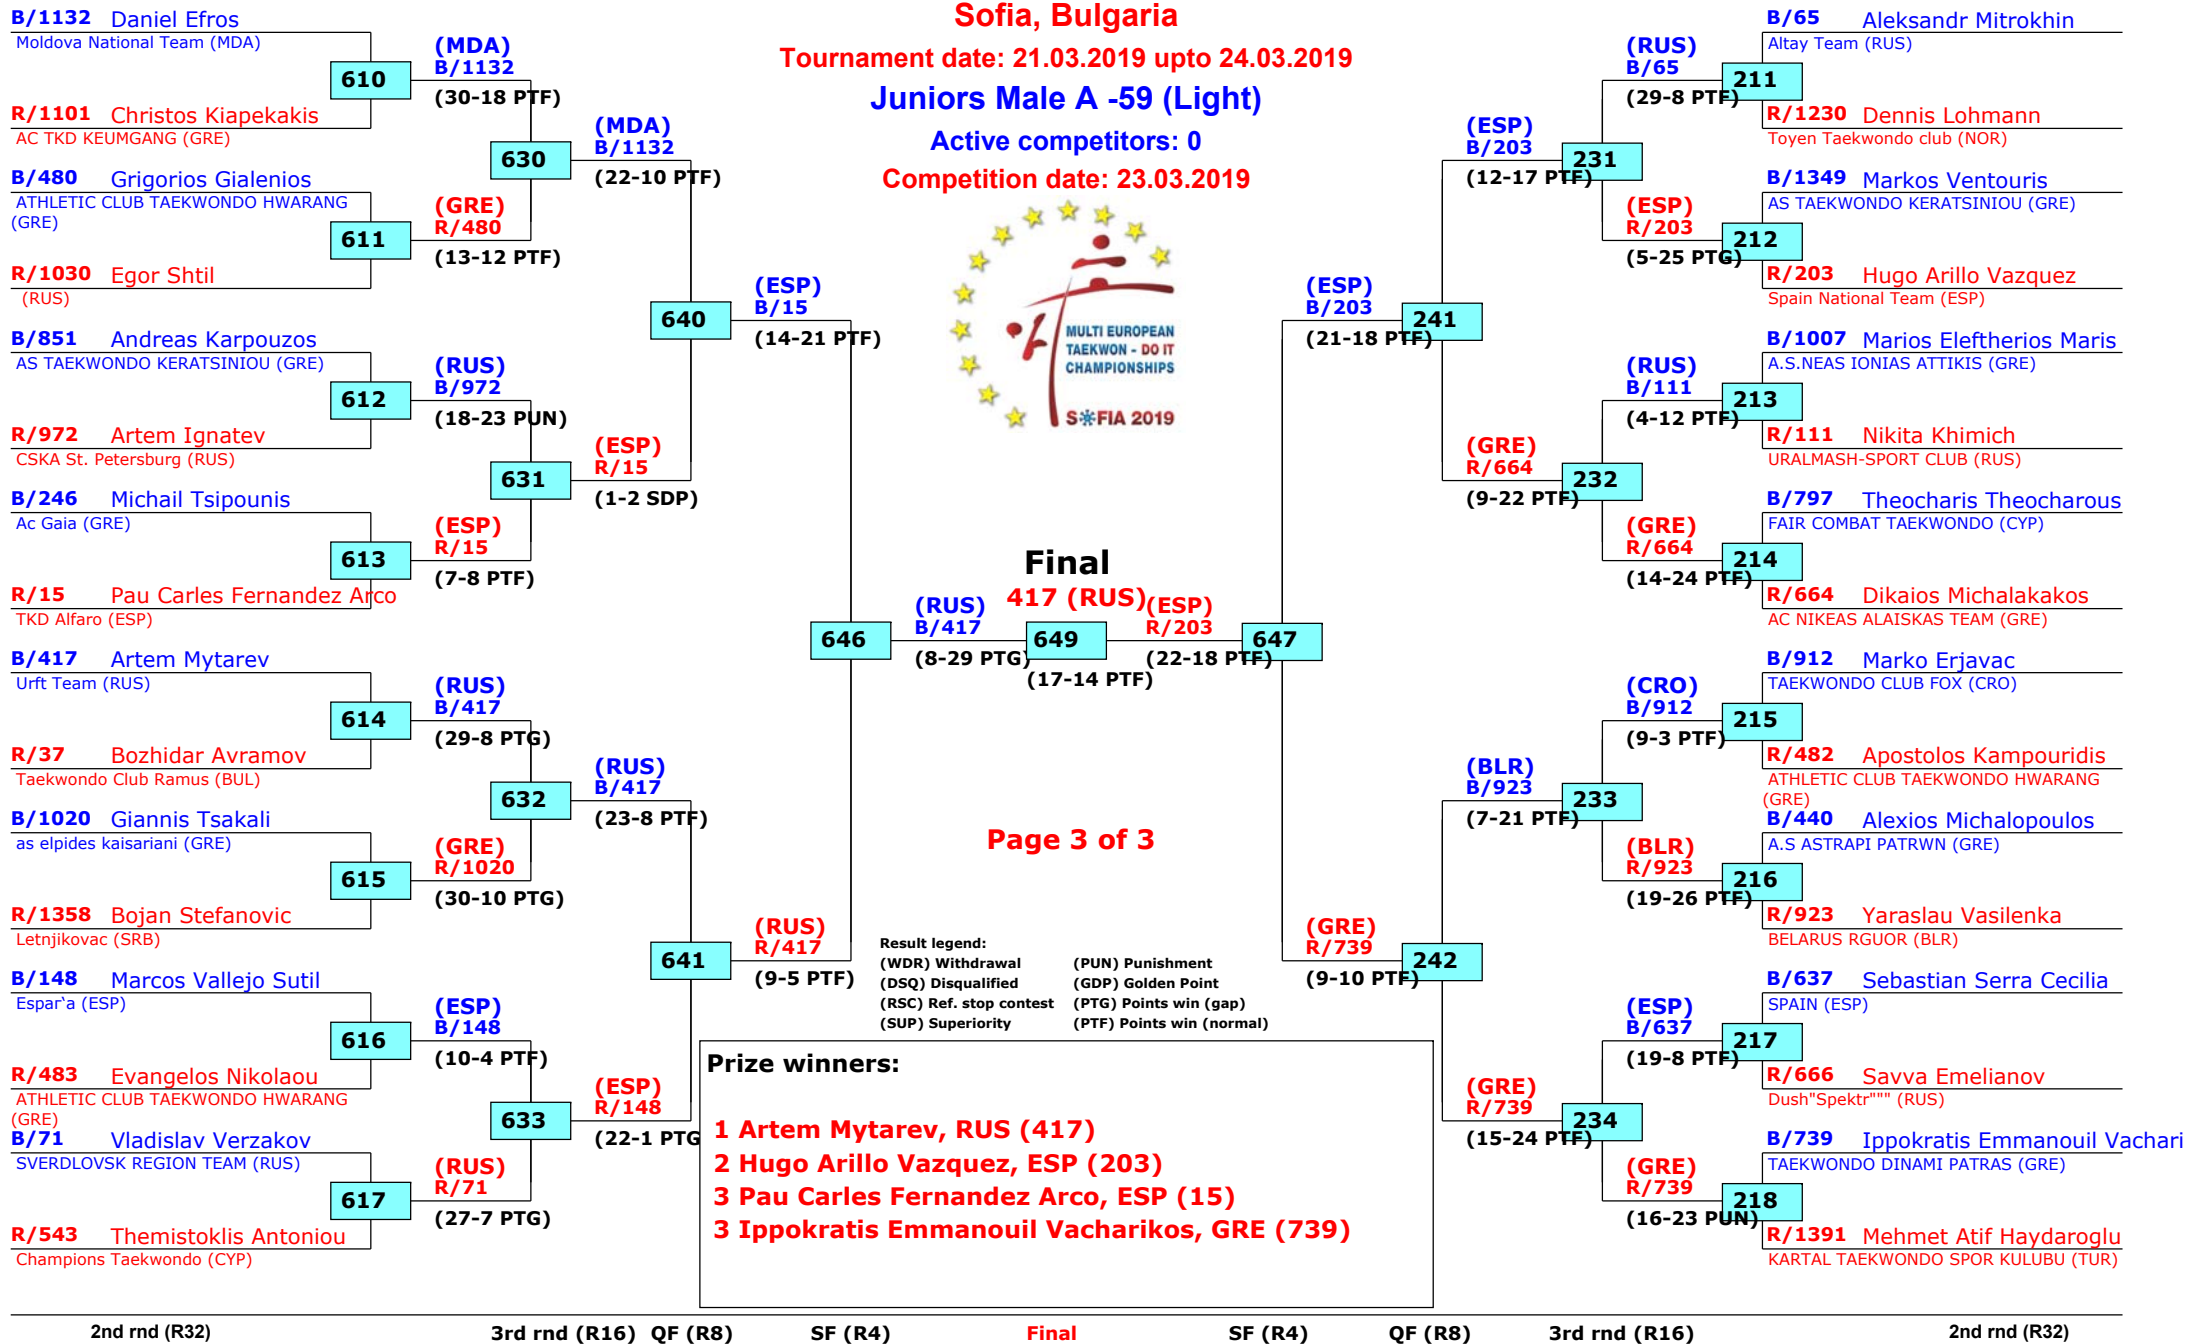 Sofia, Bulgaria
Tournament date: 21.03.2019 upto 24.03.2019
Juniors Male A -59 (Light)
Active competitors: 0
Competition date: 23.03.2019
MULTI EUROPEAN
TAEKWON - DO IT
CHAMPIONSHIPS
S☸FIA 2019
B/1132 Daniel Efros
Moldova National Team (MDA)
610
R/1101 Christos Kiapekakis
AC TKD KEUMGANG (GRE)
B/480 Grigorios Gialenios
ATHLETIC CLUB TAEKWONDO HWARANG
(GRE)
611
R/1030 Egor Shtil
(RUS)
B/851 Andreas Karpouzos
AS TAEKWONDO KERATSINIOU (GRE)
612
R/972 Artem Ignatev
CSKA St. Petersburg (RUS)
B/246 Michail Tsipounis
Ac Gaia (GRE)
613
R/15 Pau Carles Fernandez Arco
TKD Alfaro (ESP)
B/417 Artem Mytarev
Urft Team (RUS)
614
R/37 Bozhidar Avramov
Taekwondo Club Ramus (BUL)
B/1020 Giannis Tsakali
as elpides kaisariani (GRE)
615
R/1358 Bojan Stefanovic
Letnjikovac (SRB)
B/148 Marcos Vallejo Sutil
Espar'a (ESP)
616
R/483 Evangelos Nikolaou
ATHLETIC CLUB TAEKWONDO HWARANG
(GRE)
B/71 Vladislav Verzakov
SVERDLOVSK REGION TEAM (RUS)
617
R/543 Themistoklis Antoniou
Champions Taekwondo (CYP)
(MDA)
B/1132
(30-18 PTF)
630
(GRE)
R/480
(13-12 PTF)
(RUS)
B/972
(18-23 PUN)
631
(ESP)
R/15
(7-8 PTF)
(RUS)
B/417
(29-8 PTG)
632
(GRE)
R/1020
(30-10 PTG)
(ESP)
B/148
(10-4 PTF)
633
(RUS)
R/71
(27-7 PTG)
(MDA)
B/1132
(22-10 PTF)
640
(ESP)
R/15
(1-2 SDP)
(RUS)
B/417
(23-8 PTF)
641
(ESP)
R/148
(22-1 PTG
(ESP)
B/15
(14-21 PTF)
646
(RUS)
R/417
(9-5 PTF)
Final
417 (RUS)
(RUS)
B/417
(8-29 PTG)
649
(17-14 PTF)
(ESP)
R/203
(22-18 PTF)
647
Page 3 of 3
(ESP)
B/203
(21-18 PTF)
241
(GRE)
R/739
(9-10 PTF)
242
(ESP)
B/203
(12-17 PTF)
231
(GRE)
R/664
(9-22 PTF)
232
(BLR)
B/923
(7-21 PTF)
233
(GRE)
R/739
(15-24 PTF)
234
(RUS)
B/65
(29-8 PTF)
211
(ESP)
R/203
(5-25 PTG)
212
(RUS)
B/111
(4-12 PTF)
213
(GRE)
R/664
(14-24 PTF)
214
(CRO)
B/912
(9-3 PTF)
215
(BLR)
R/923
(19-26 PTF)
216
(ESP)
B/637
(19-8 PTF)
217
(GRE)
R/739
(16-23 PUN)
218
B/65 Aleksandr Mitrokhin
Altay Team (RUS)
R/1230 Dennis Lohmann
Toyen Taekwondo club (NOR)
B/1349 Markos Ventouris
AS TAEKWONDO KERATSINIOU (GRE)
R/203 Hugo Arillo Vazquez
Spain National Team (ESP)
B/1007 Marios Eleftherios Maris
A.S.NEAS IONIAS ATTIKIS (GRE)
R/111 Nikita Khimich
URALMASH-SPORT CLUB (RUS)
B/797 Theocharis Theocharous
FAIR COMBAT TAEKWONDO (CYP)
R/664 Dikaios Michalakakos
AC NIKEAS ALAISKAS TEAM (GRE)
B/912 Marko Erjavac
TAEKWONDO CLUB FOX (CRO)
R/482 Apostolos Kampouridis
ATHLETIC CLUB TAEKWONDO HWARANG
(GRE)
B/440 Alexios Michalopoulos
A.S ASTRAPI PATRWN (GRE)
R/923 Yaraslau Vasilenka
BELARUS RGUOR (BLR)
B/637 Sebastian Serra Cecilia
SPAIN (ESP)
R/666 Savva Emelianov
Dush"Spektr""" (RUS)
B/739 Ippokratis Emmanouil Vachari
TAEKWONDO DINAMI PATRAS (GRE)
R/1391 Mehmet Atif Haydaroglu
KARTAL TAEKWONDO SPOR KULUBU (TUR)
Result legend:
(WDR) Withdrawal (PUN) Punishment
(DSQ) Disqualified (GDP) Golden Point
(RSC) Ref. stop contest (PTG) Points win (gap)
(SUP) Superiority (PTF) Points win (normal)
Prize winners:
1 Artem Mytarev, RUS (417)
2 Hugo Arillo Vazquez, ESP (203)
3 Pau Carles Fernandez Arco, ESP (15)
3 Ippokratis Emmanouil Vacharikos, GRE (739)
2nd rnd (R32) 3rd rnd (R16) QF (R8) SF (R4) Final SF (R4) QF (R8) 3rd rnd (R16) 2nd rnd (R32)